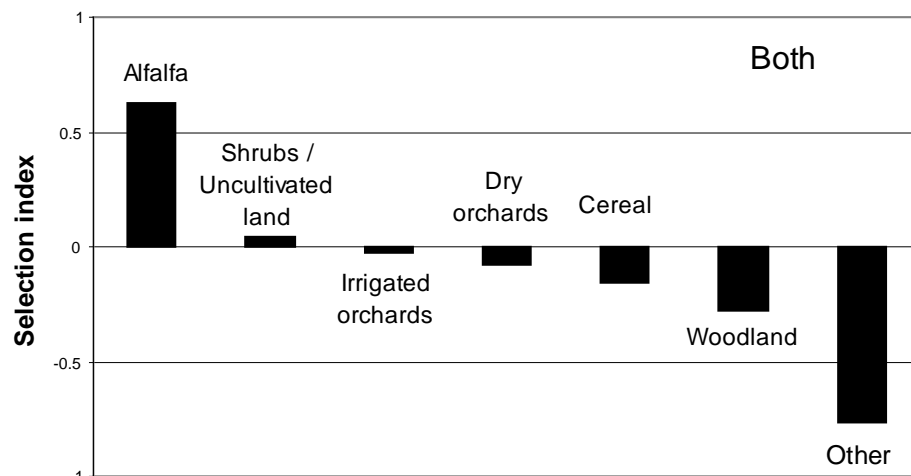 1
Both
Alfalfa
0.5
Shrubs /
Uncultivated
land
Dry
orchards
Cereal
Selection index
0
Irrigated
orchards
Woodland
-0.5
Other
-1